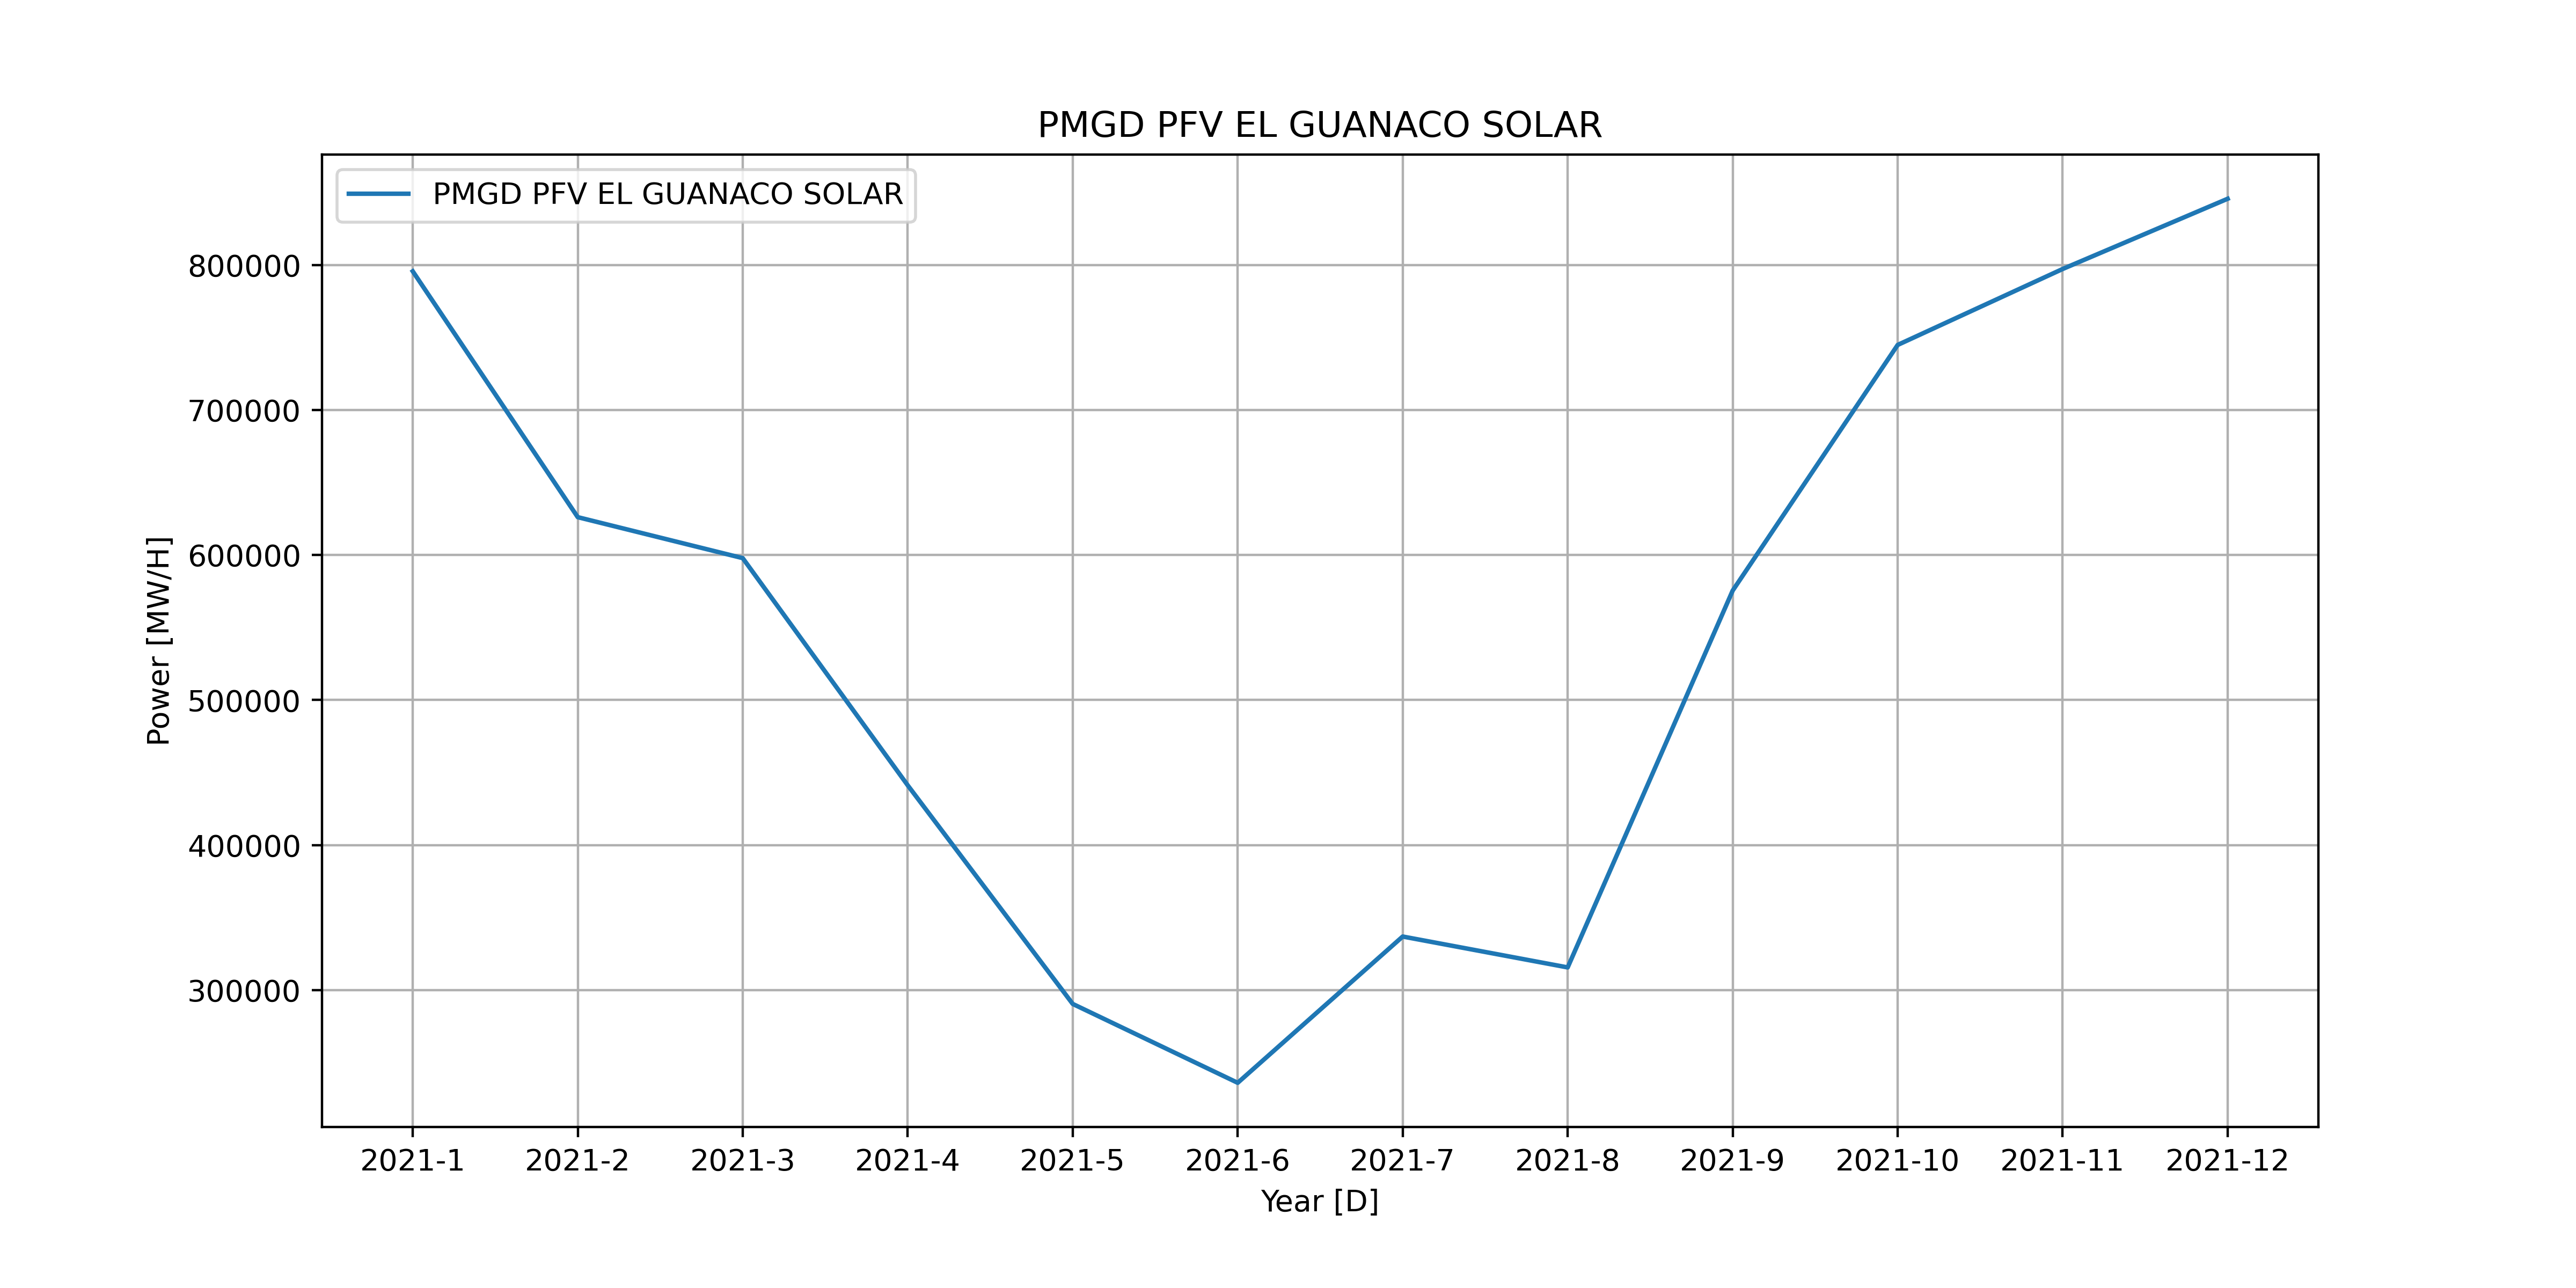 PMGD PFV EL GUANACO SOLAR
PMGD PFV EL GUANACO SOLAR
800000
700000
600000
500000
400000
300000
Power [MW/H]
2021-1 2021-2 2021-3 2021-4 2021-5 2021-6 2021-7 2021-8 2021-9 2021-10 2021-11 2021-12
Year [D]